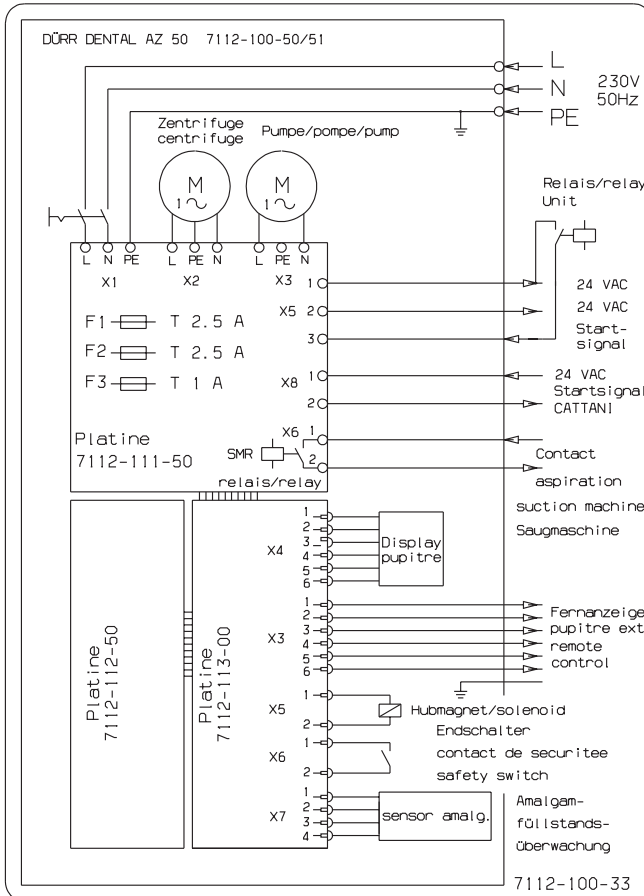 DÜRR DENTAL AZ 50 7112-100-50/51
L
N
PE
230V
50Hz
Zentrifuge
centrifuge
Pumpe/pompe/pump
M
1
M
1
Relais/relay
Unit
L N PE
L PE N
L PE N
X1
X2
X3
1
24 VAC
X5 2
24 VAC
3
Start-
signal
F1 T 2.5 A
F2 T 2.5 A
F3 T 1 A
X8
1
2
24 VAC
Startsignal
CATTANI
Platine
7112-111-50
SMR
relais/relay
X6 1
2
Contact
aspiration
suction machine
Saugmaschine
Platine
7112-112-50
Platine
7112-113-00
X4
1
2
3
4
5
6
Display
pupitre
X3
1
2
3
4
5
6
Fernanzeige
pupitre ext
remote
control
X5
1
2
Hubmagnet/solenoid
X6
1
2
Endschalter
contact de securitee
safety switch
X7
1
2
3
4
sensor amalg.
Amalgam-
füllstands-
überwachung
7112-100-33